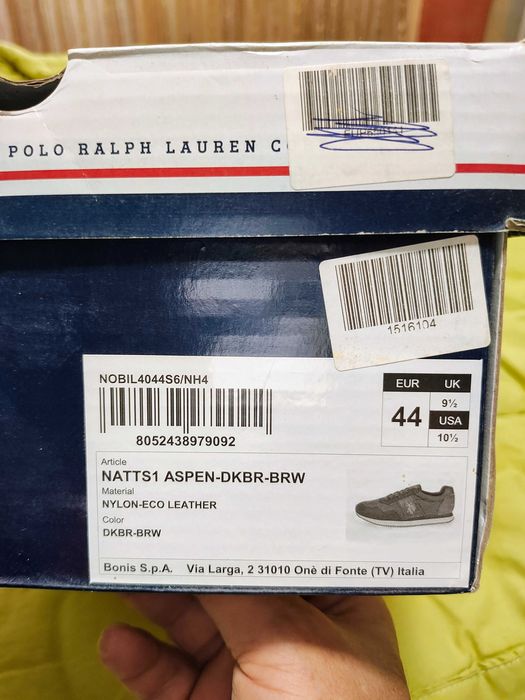 POLO RALPH LAUREN C
1516104
NOBIL4044S6/NH4
8052438979092
EUR
UK
44
9½
USA
10½
Article
NATTS1 ASPEN-DKBR-BRW
Material
NYLON-ECO LEATHER
Color
DKBR-BRW
Bonis S.p.A. Via Larga, 2 31010 Onè di Fonte (TV) Italia